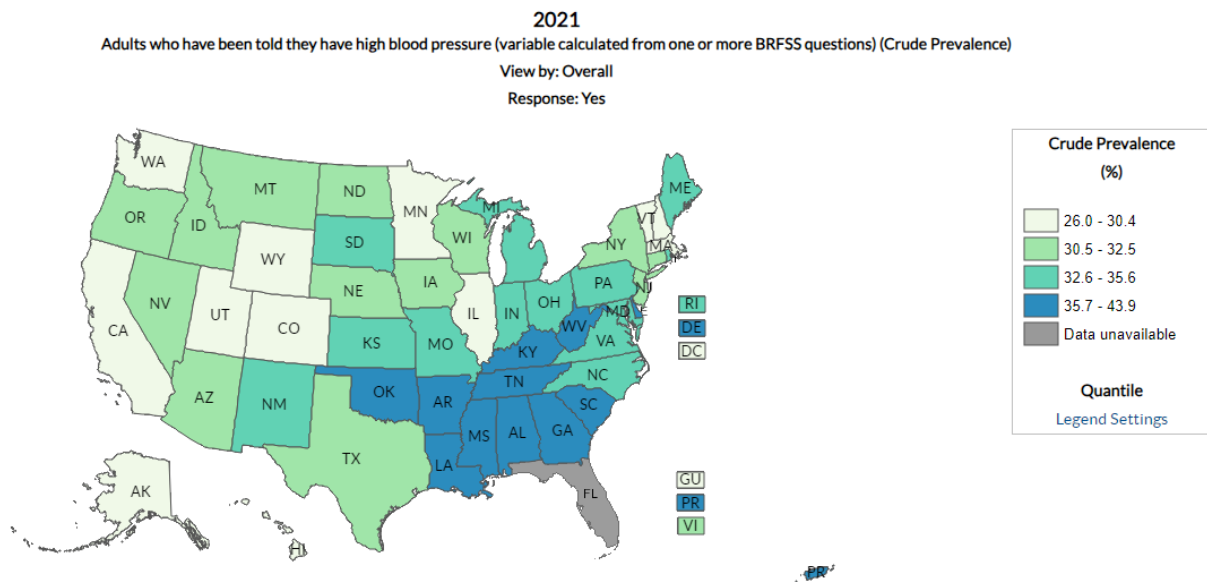 2021
Adults who have been told they have high blood pressure (variable calculated from one or more BRFSS questions) (Crude Prevalence)
View by: Overall
Response: Yes
WA
MT
ND
MN
MI
ME
VT
OR
ID
SD
WI
NY
MA
WY
IA
PA
NJ
NE
NV
UT
CO
IL
IN
OH
MD
WV
CA
KS
MO
KY
VA
NC
TN
AZ
NM
OK
AR
SC
MS
AL
GA
LA
TX
FL
AK
HI
RI
DE
DC
GU
PR
VI
PR
Crude Prevalence
(%)
26.0 - 30.4
30.5 - 32.5
32.6 - 35.6
35.7 - 43.9
Data unavailable
Quantile
Legend Settings